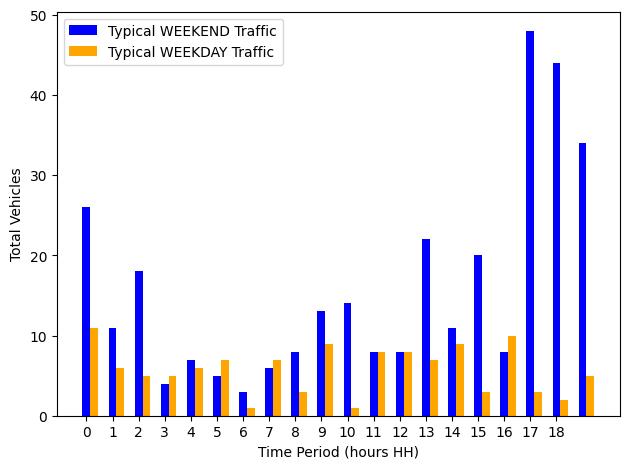 Typical WEEKEND Traffic
Typical WEEKDAY Traffic
50
40
30
20
10
0
Total Vehicles
0 1 2 3 4 5 6 7 8 9 10 11 12 13 14 15 16 17 18
Time Period (hours HH)